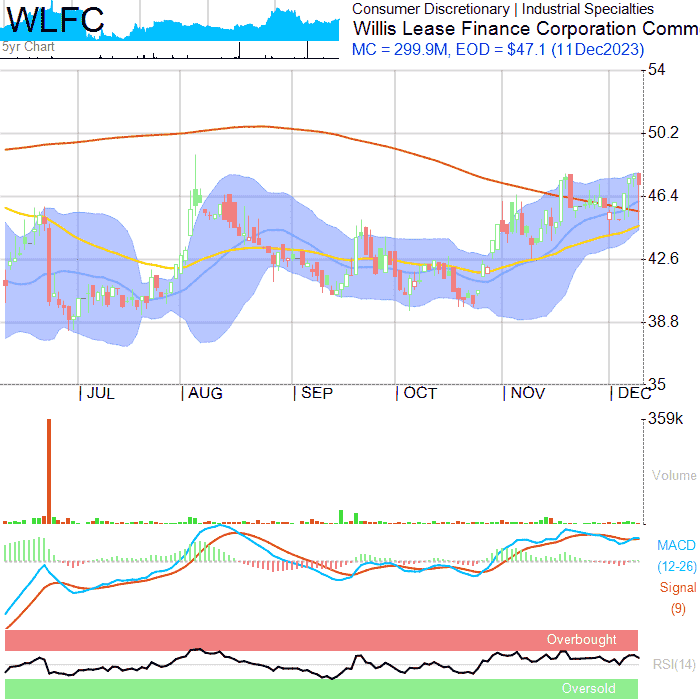 WLFC
5yr Chart
Consumer Discretionary | Industrial Specialties
Willis Lease Finance Corporation Comm
MC = 299.9M, EOD = $47.1 (11Dec2023)
54
50.2
46.4
42.6
38.8
35
JUL
AUG
SEP
OCT
NOV
DEC
359k
Volume
MACD
(12-26)
Signal
(9)
Overbought
RSI(14)
Oversold